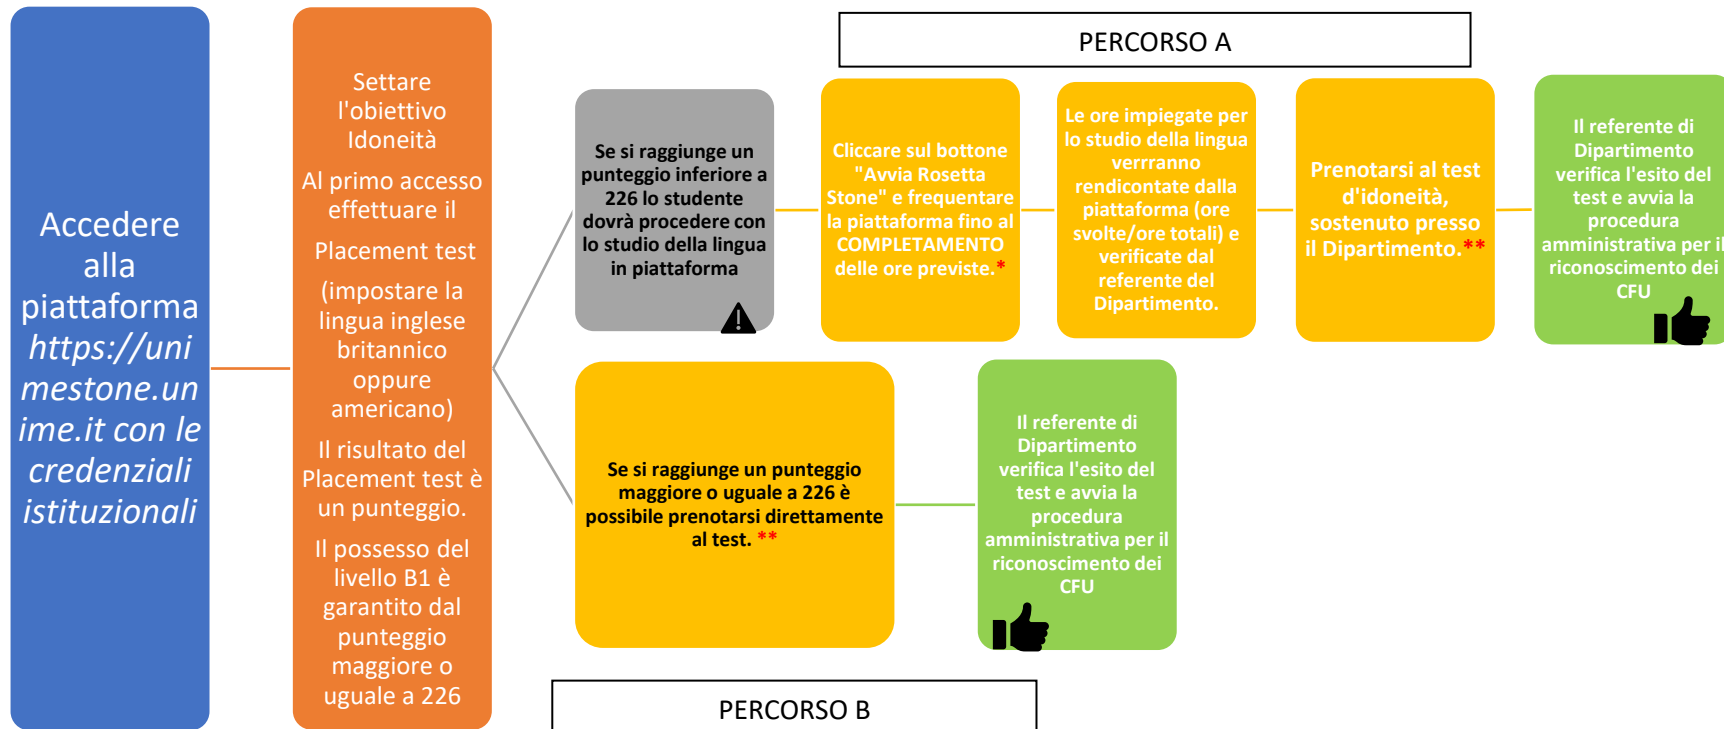 Accedere
alla
piattaforma
https://uni
mestone.un
ime.it con le
credenziali
istituzionali
Settare
l'obiettivo
Idoneità
Al primo accesso
effettuare il
Placement test
(impostare la
lingua inglese
britannico
oppure
americano)
Il risultato del
Placement test è
un punteggio.
Il possesso del
livello B1 è
garantito dal
punteggio
maggiore o
uguale a 226
PERCORSO A
Se si raggiunge un
punteggio inferiore a
226 lo studente
dovrà procedere con
lo studio della lingua
in piattaforma
Cliccare sul bottone
"Avvia Rosetta
Stone" e frequentare
la piattaforma fino al
COMPLETAMENTO
delle ore previste.*
Le ore impiegate per
lo studio della lingua
verrranno
rendicontate dalla
piattaforma (ore
svolte/ore totali) e
verificate dal
referente del
Dipartimento.
Prenotarsi al test
d'idoneità,
sostenuto presso
il Dipartimento.**
Il referente di
Dipartimento
verifica l'esito del
test e avvia la
procedura
amministrativa per il
riconoscimento dei
CFU
Se si raggiunge un punteggio
maggiore o uguale a 226 è
possibile prenotarsi direttamente
al test. **
Il referente di
Dipartimento
verifica l'esito del
test e avvia la
procedura
amministrativa per il
riconoscimento dei
CFU
PERCORSO B